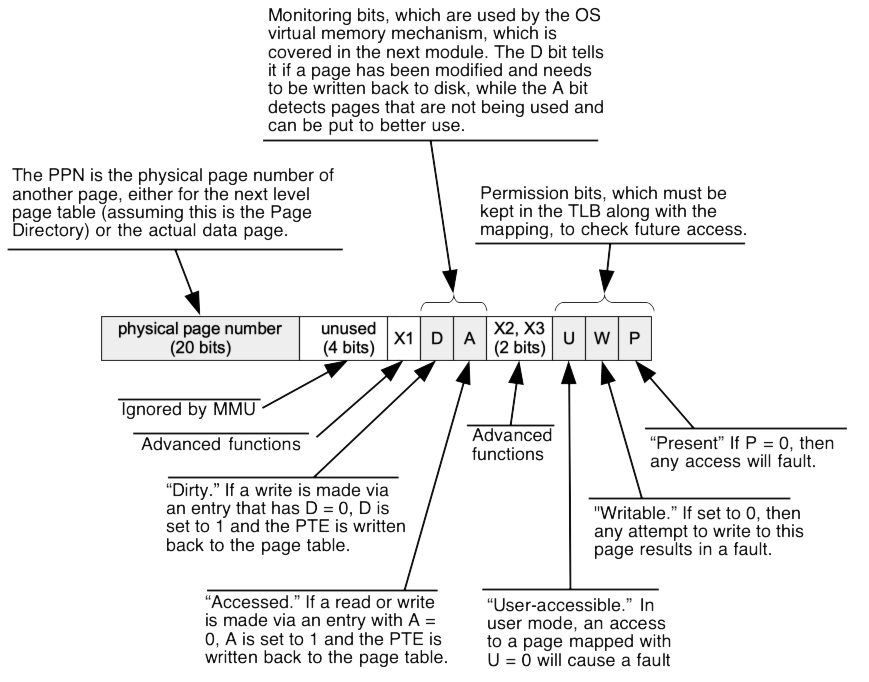 Monitoring bits, which are used by the OS
virtual memory mechanism, which is
covered in the next module. The D bit tells
it if a page has been modified and needs
to be written back to disk, while the A bit
detects pages that are not being used and
can be put to better use.
The PPN is the physical page number of
another page, either for the next level
page table (assuming this is the Page
Directory) or the actual data page.
Permission bits, which must be
kept in the TLB along with the
mapping, to check future access.
physical page number
(20 bits)
unused
(4 bits)
X1
D
A
X2, X3
(2 bits)
U
W
P
Ignored by MMU
Advanced functions
Advanced
functions
“Present” If P = 0, then
any access will fault.
“Dirty.” If a write is made via
an entry that has D = 0, D is
set to 1 and the PTE is written
back to the page table.
"Writable.” If set to 0, then
any attempt to write to this
page results in a fault.
“Accessed.” If a read or write
is made via an entry with A =
0, A is set to 1 and the PTE is
written back to the page table.
“User-accessible.” In
user mode, an access
to a page mapped with
U = 0 will cause a fault